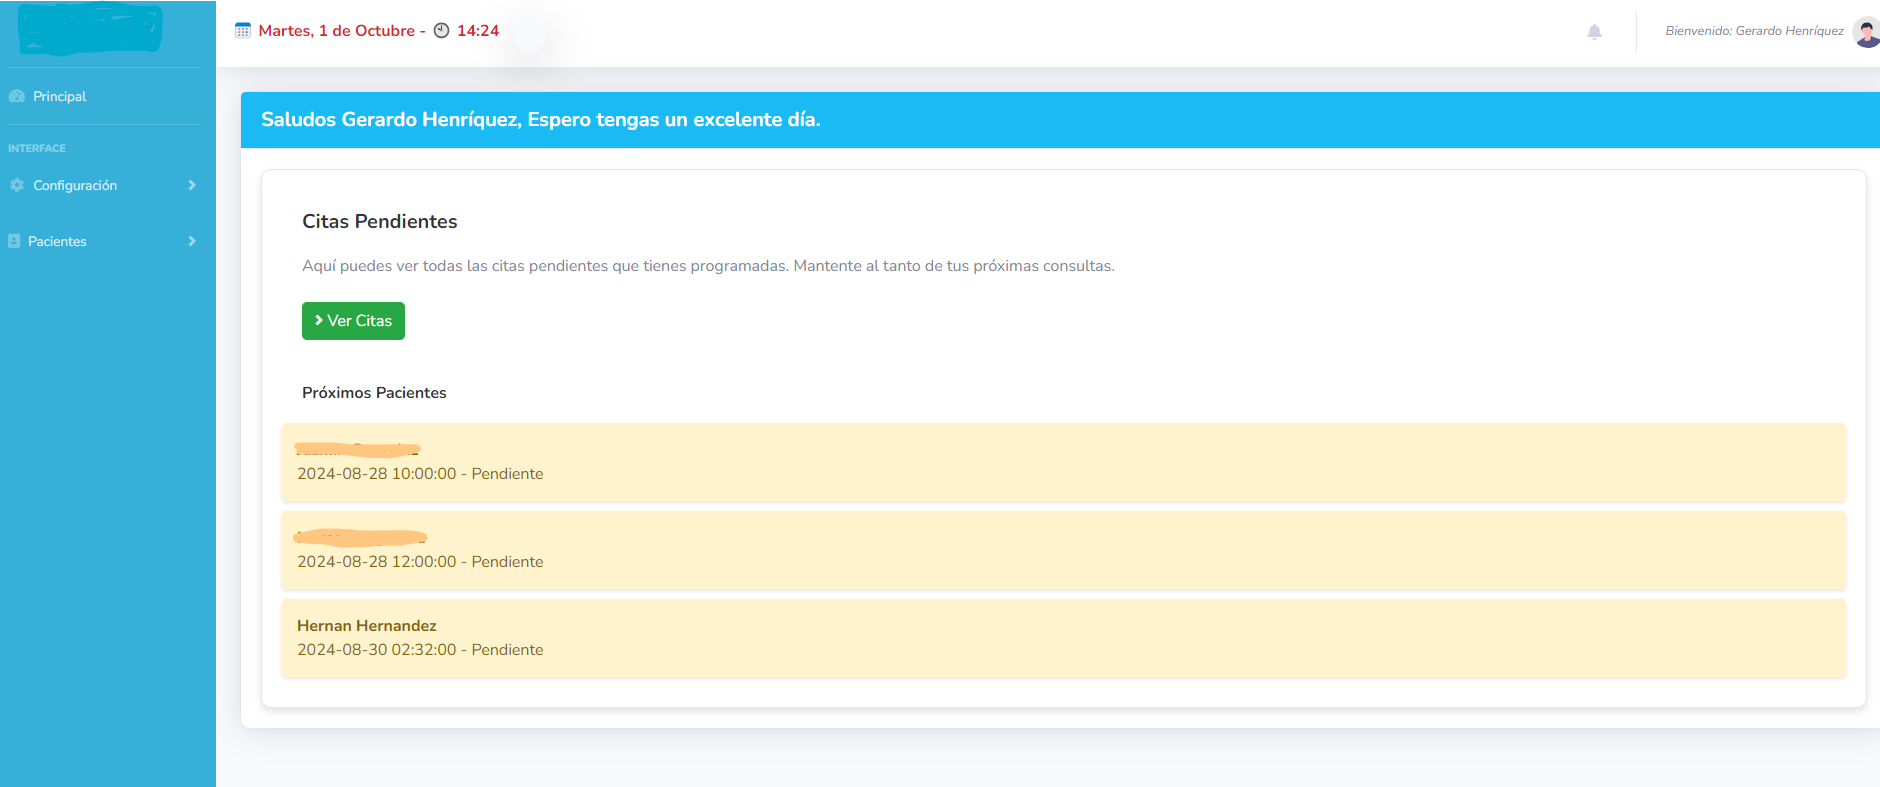 Martes, 1 de Octubre - 14:24
Bienvenido: Gerardo Henríquez
Principal
INTERFACE
Configuración
Pacientes
Saludos Gerardo Henríquez, Espero tengas un excelente día.
Citas Pendientes
Aquí puedes ver todas las citas pendientes que tienes programadas. Mantente al tanto de tus próximas consultas.
Ver Citas
Próximos Pacientes
2024-08-28 10:00:00 - Pendiente
2024-08-28 12:00:00 - Pendiente
Hernan Hernandez
2024-08-30 02:32:00 - Pendiente